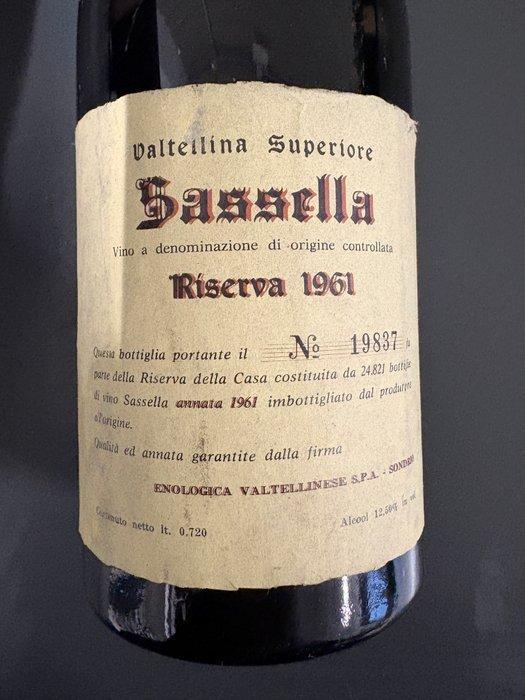 Valtellina Superiore
Sassella
Vino a denominazione di origine controllata
Riserva 1961
Questa bottiglia portante il No 19837 fa
parte della Riserva della Casa costituita da 24.821 bottiglie
di vino Sassella annata 1961 imbottigliato dal produttore
all'origine.
Qualità ed annata garantite dalla firma
ENOLOGICA VALTELLINESE S.P.A. - SONDRIO
Contenuto netto lt. 0.720
Alcool 12,50% in vol.